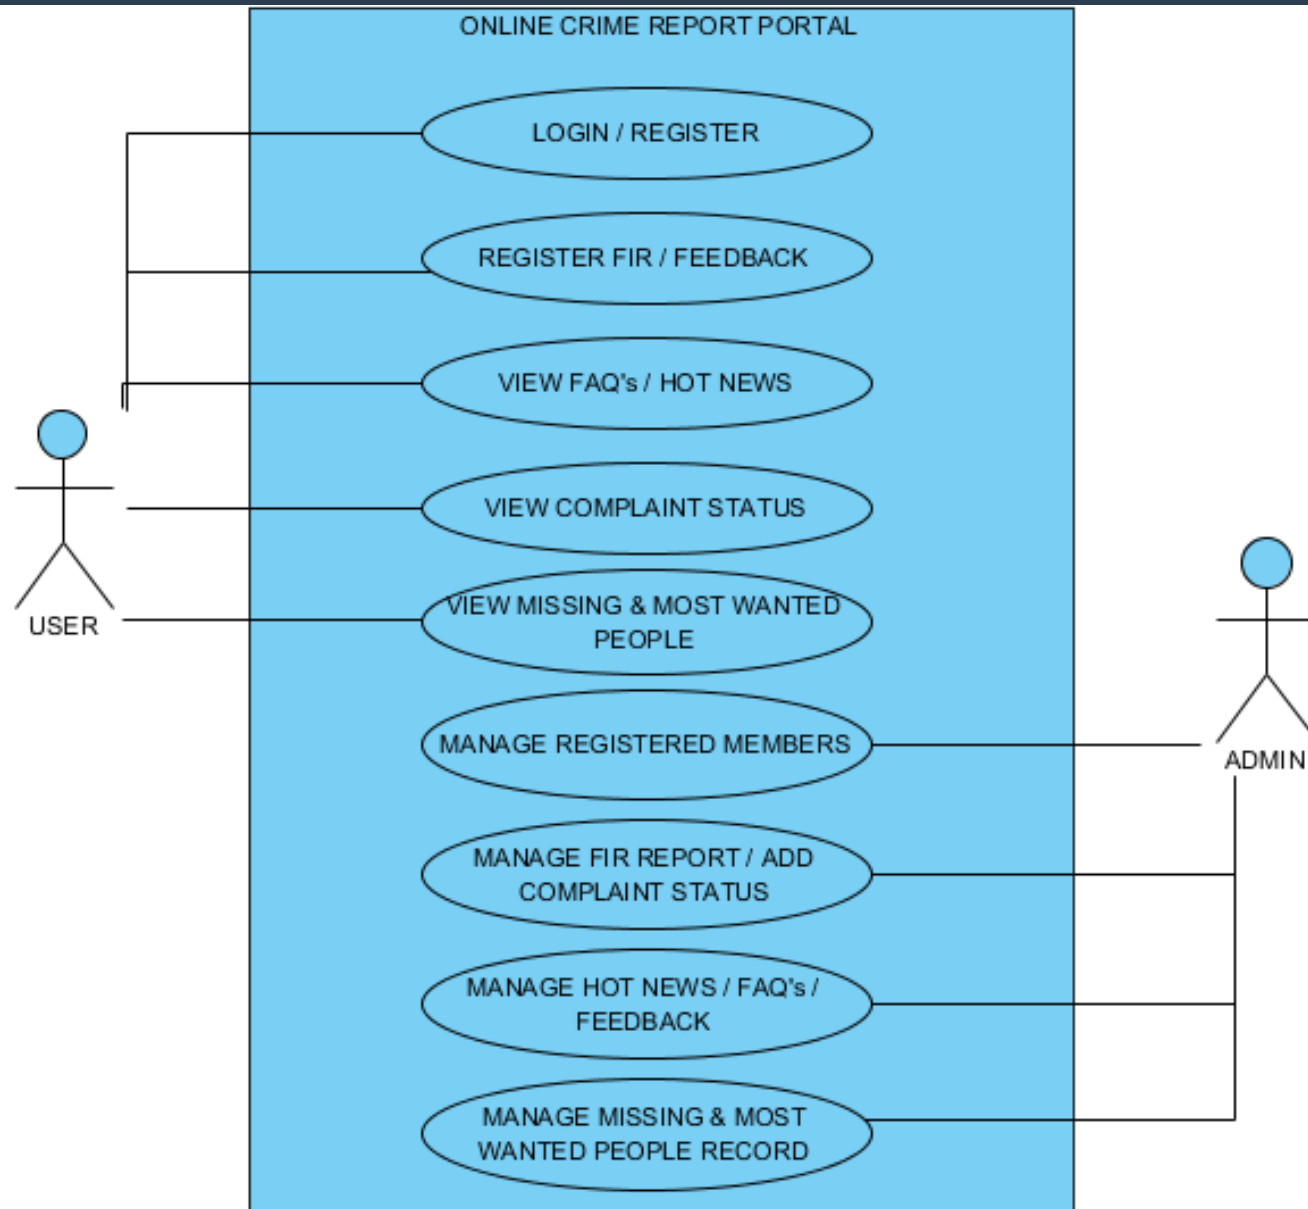 ONLINE CRIME REPORT PORTAL
LOGIN / REGISTER
REGISTER FIR / FEEDBACK
VIEW FAQ's / HOT NEWS
VIEW COMPLAINT STATUS
VIEW MISSING & MOST WANTED
PEOPLE
USER
MANAGE REGISTERED MEMBERS
ADMIN
MANAGE FIR REPORT / ADD
COMPLAINT STATUS
MANAGE HOT NEWS / FAQ's /
FEEDBACK
MANAGE MISSING & MOST
WANTED PEOPLE RECORD